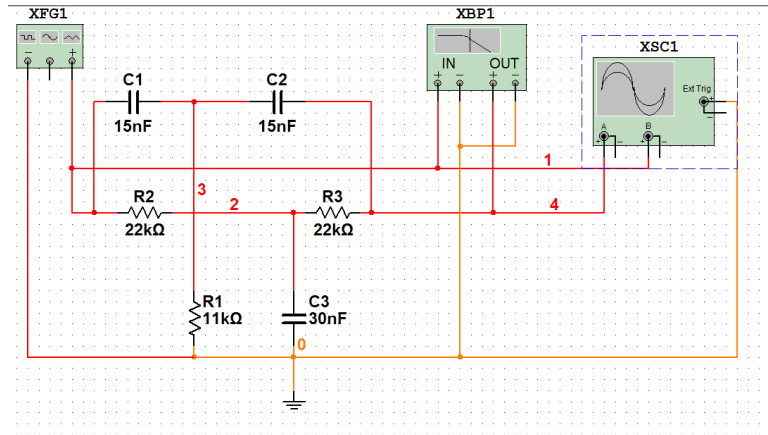 XFG1
XBP1
XSC1
IN OUT
Ext Trig
A B
C1
15nF
C2
15nF
1
3
2
4
R2
22kΩ
R3
22kΩ
R1
11kΩ
C3
30nF
0